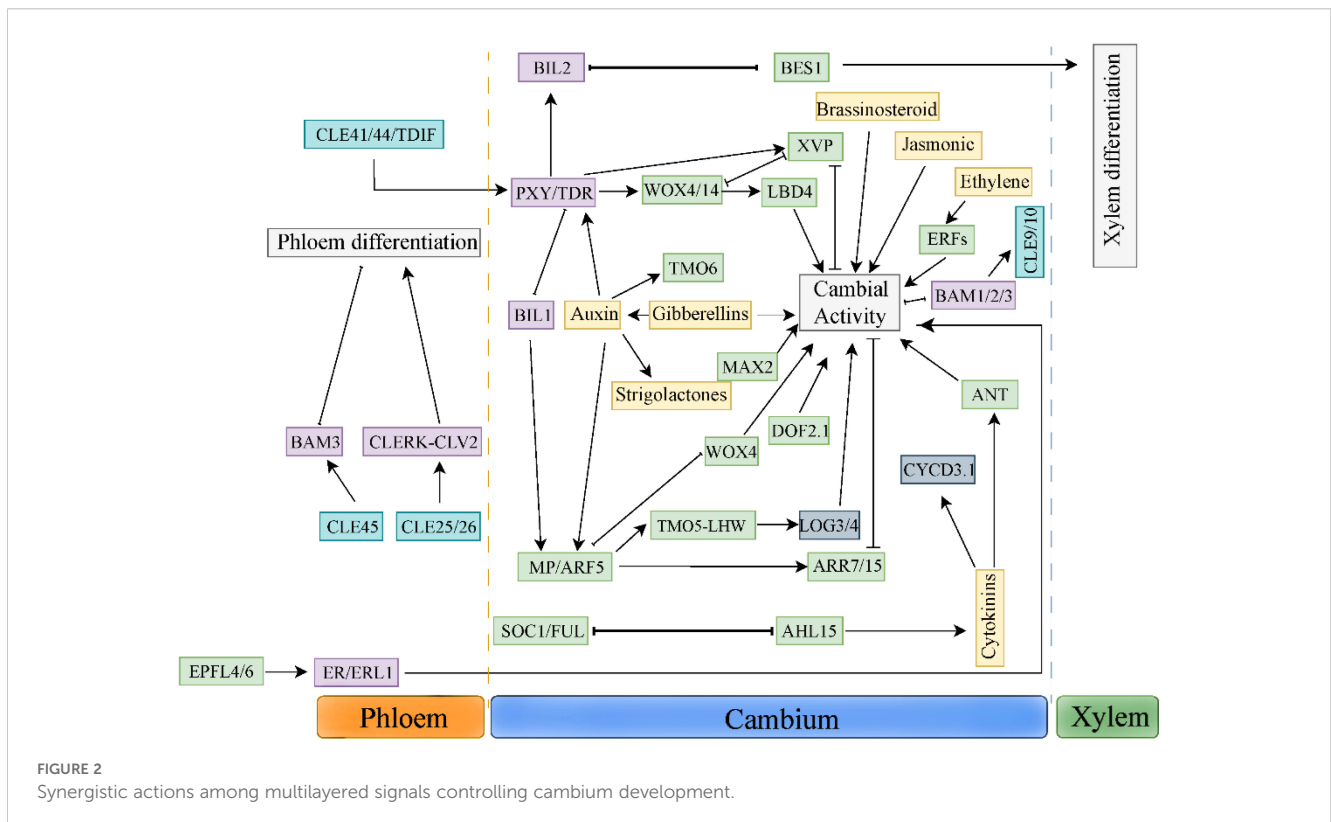 BIL2
BES1
Xylem differentiation
Brassinosteroid
CLE41/44/TDIF
XVP
Jasmonic
Ethylene
PXY/TDR
WOX4/14
LBD4
CLE9/10
Phloem differentiation
ERFs
TMO6
Cambial
Activity
BAM1/2/3
BIL1
Auxin
Gibberellins
MAX2
Strigolactones
ANT
DOF2.1
BAM3
CLERK-CLV2
WOX4
CYCD3.1
CLE45
CLE25/26
TMO5-LHW
LOG3/4
MP/ARF5
ARR7/15
Cytokinins
SOC1/FUL
AHL15
EPFL4/6
ER/ERL1
Phloem
Cambium
Xylem
FIGURE 2
Synergistic actions among multilayered signals controlling cambium development.